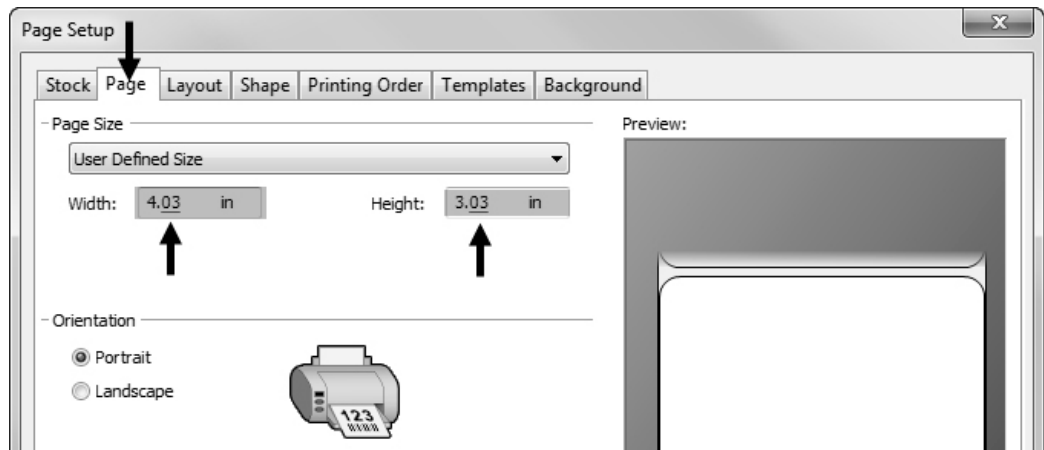 Page Setup
X
Stock Page Layout Shape Printing Order Templates Background
Page Size
Preview:
User Defined Size
Width: 4.03 in Height: 3.03 in
Orientation
Portrait
Landscape
123